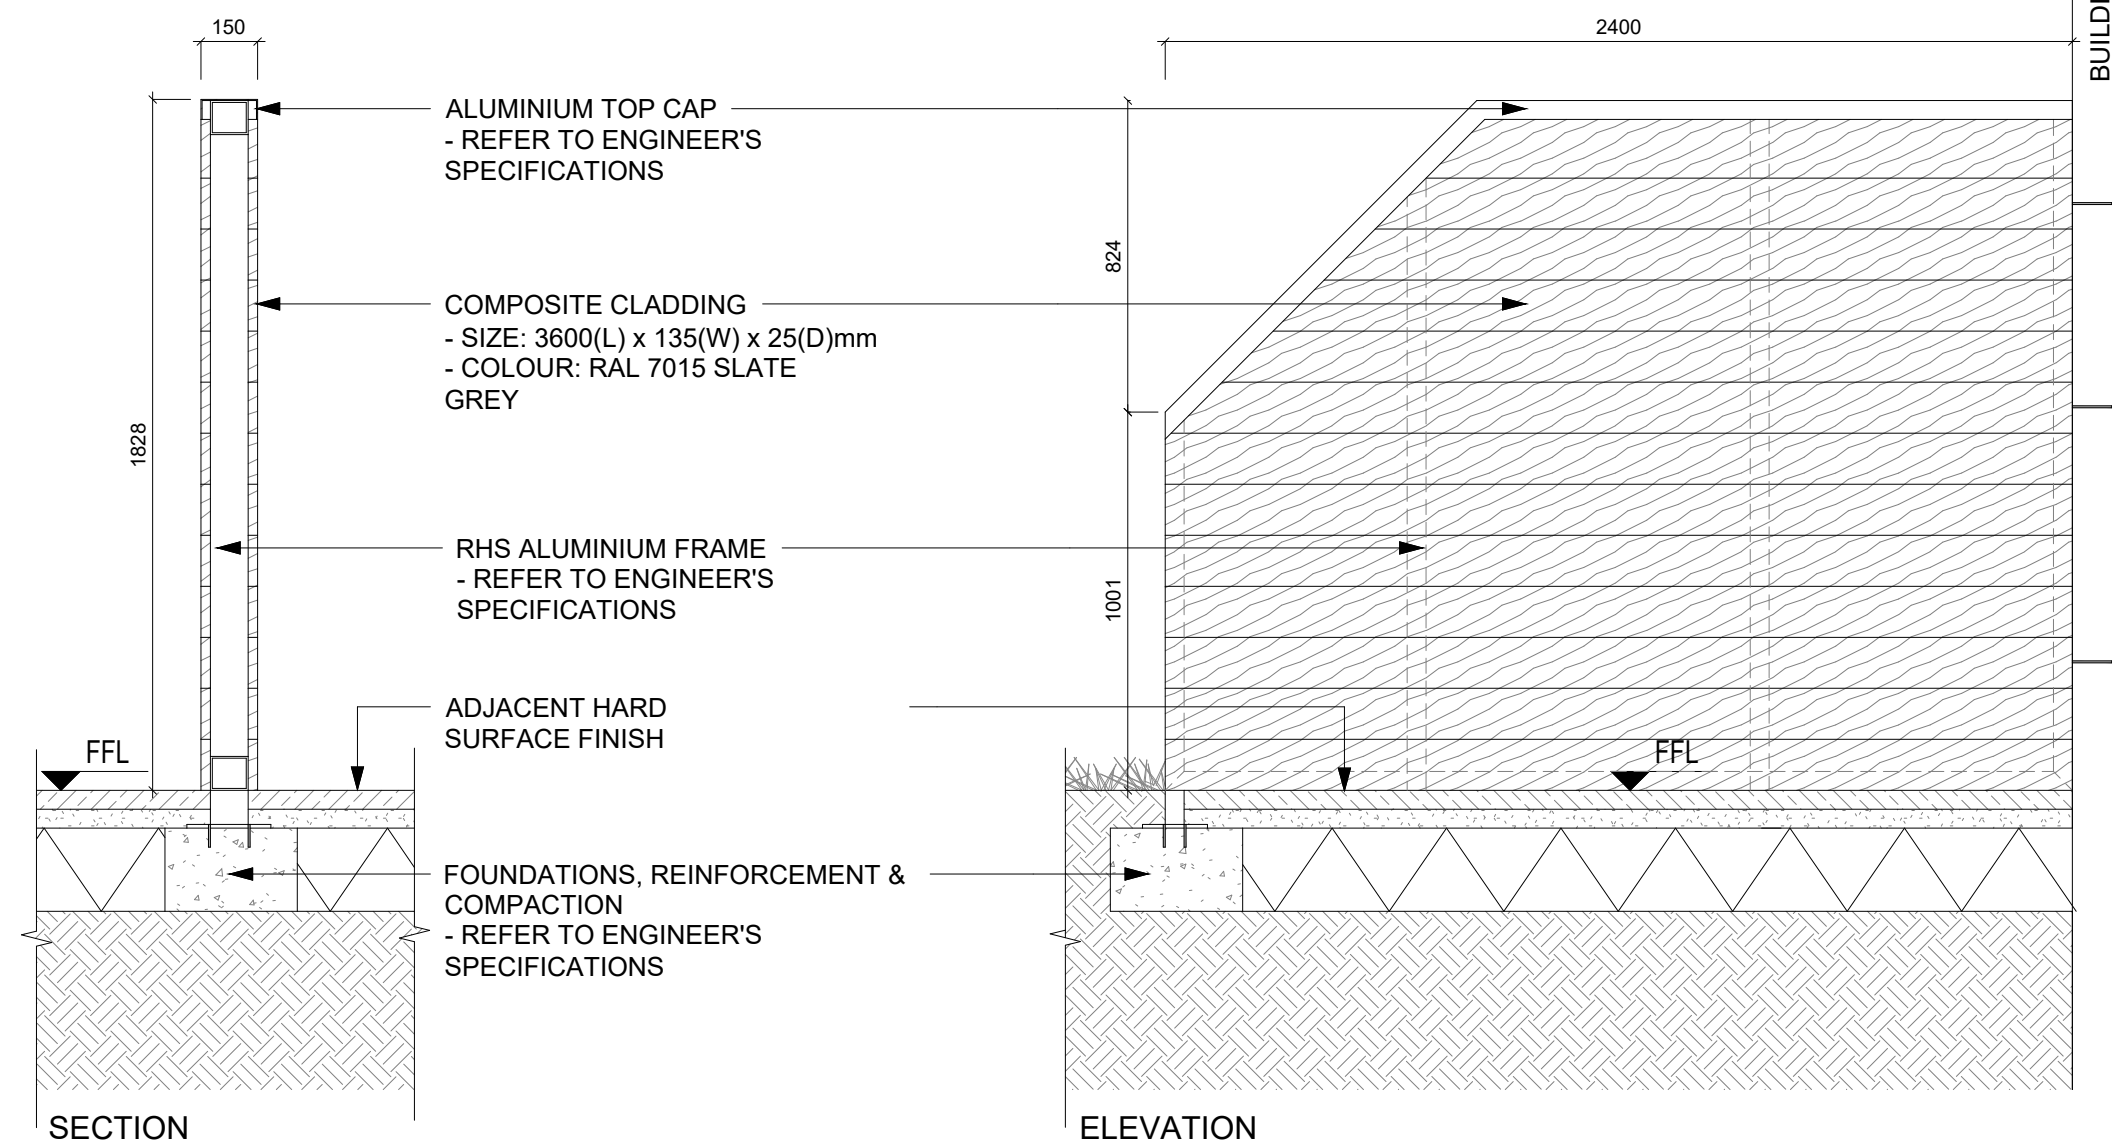 150
2400
BUILDI
ALUMINIUM TOP CAP
- REFER TO ENGINEER'S
SPECIFICATIONS
824
COMPOSITE CLADDING
- SIZE: 3600(L) x 135(W) x 25(D)mm
- COLOUR: RAL 7015 SLATE
GREY
1828
RHS ALUMINIUM FRAME
- REFER TO ENGINEER'S
SPECIFICATIONS
1001
ADJACENT HARD
SURFACE FINISH
FFL
FFL
FOUNDATIONS, REINFORCEMENT &
COMPACTION
- REFER TO ENGINEER'S
SPECIFICATIONS
SECTION
ELEVATION